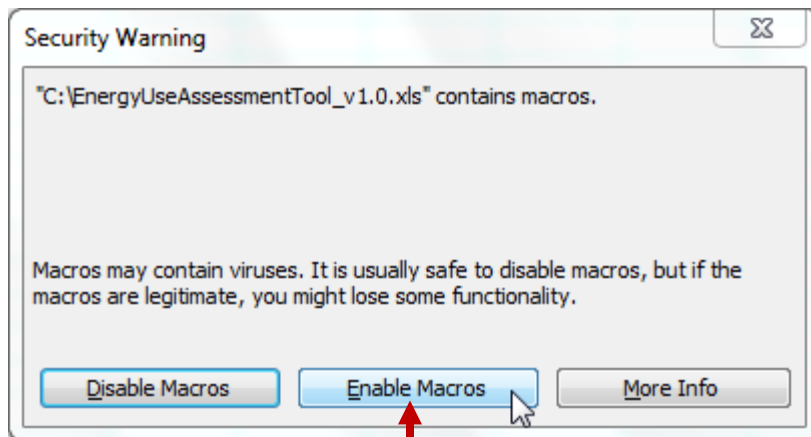 Security Warning
"C:\EnergyUseAssessmentTool_v1.0.xls" contains macros.
Macros may contain viruses. It is usually safe to disable macros, but if the
macros are legitimate, you might lose some functionality.
Disable Macros Enable Macros More Info